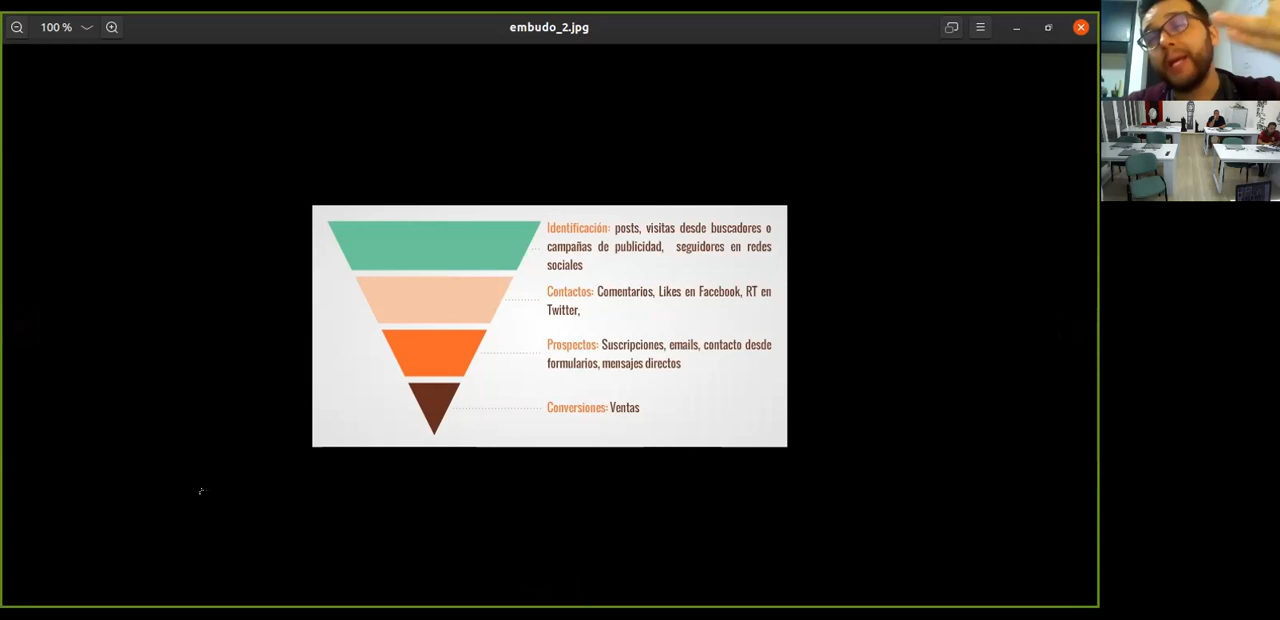 100 %
embudo_2.jpg
Identificación: posts, visitas desde buscadores o
campañas de publicidad, seguidores en redes
sociales
Contactos: Comentarios, Likes en Facebook, RT en
Twitter,
Prospectos: Suscripciones, emails, contacto desde
formularios, mensajes directos
Conversiones: Ventas